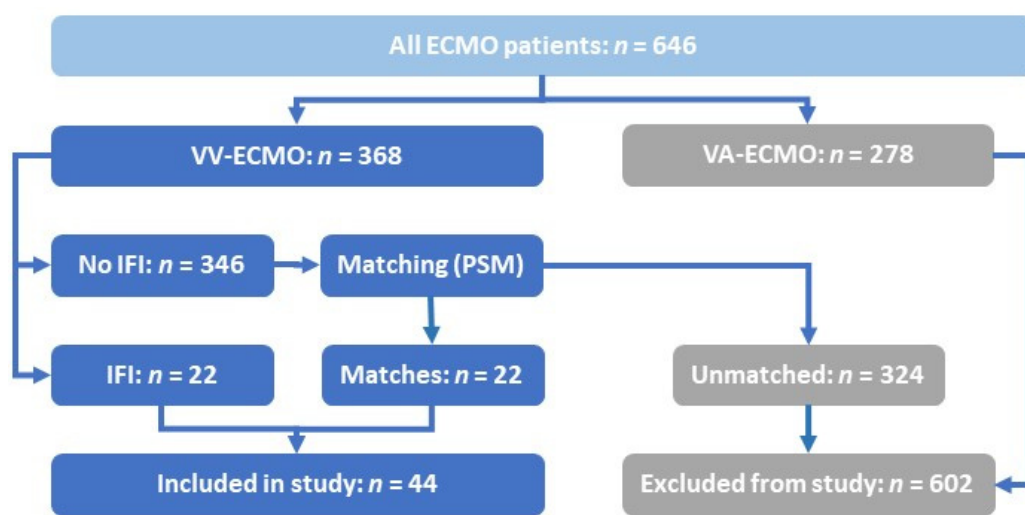 All ECMO patients: n = 646
VV-ECMO: n = 368
VA-ECMO: n = 278
No IFI: n = 346
Matching (PSM)
IFI: n = 22
Matches: n = 22
Unmatched: n = 324
Included in study: n = 44
Excluded from study: n = 602